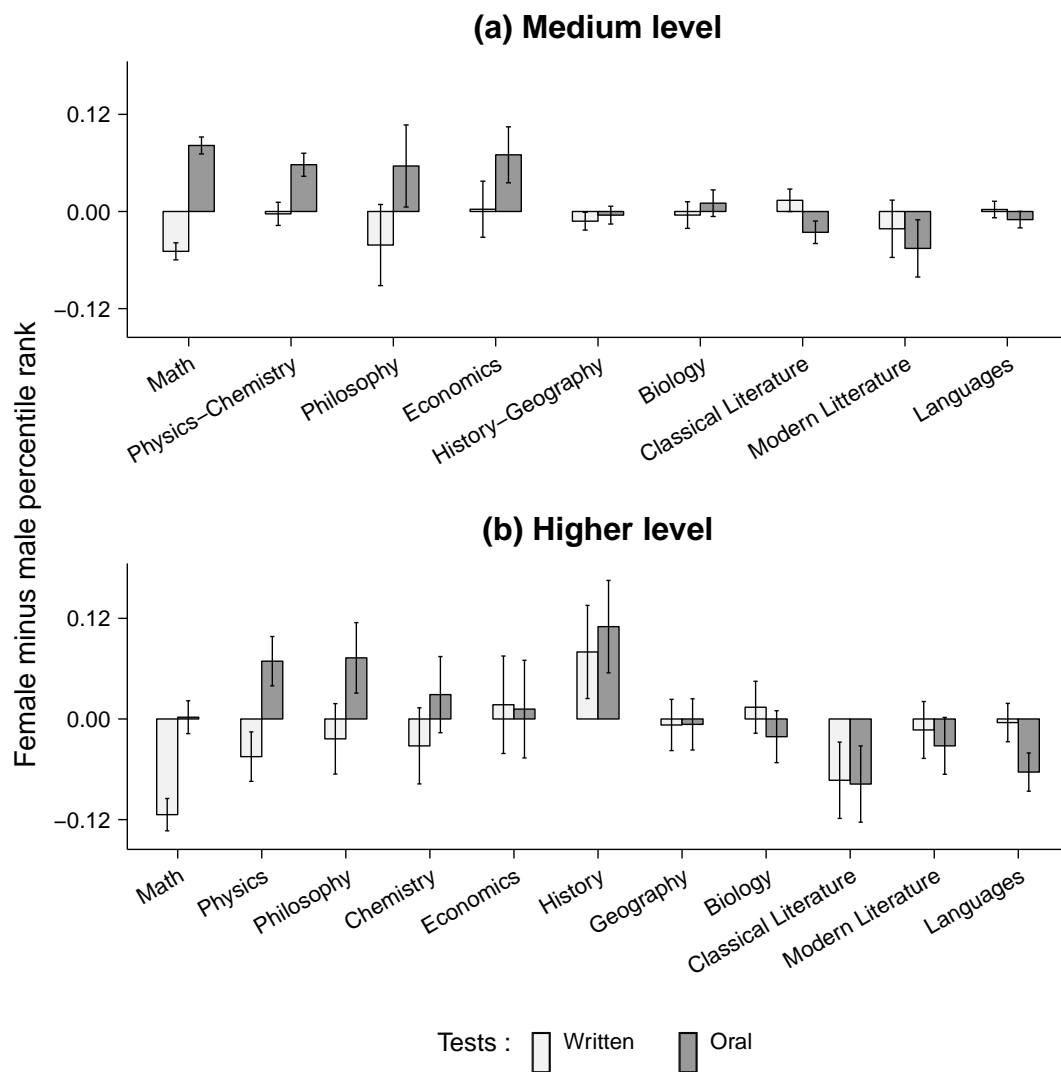 (a) Medium level
0.12
0.00
−0.12
Math
Physics−Chemistry
Philosophy
Economics
History−Geography
Biology
Classical Literature
Modern Litterature
Languages
Female minus male percentile rank
(b) Higher level
0.12
0.00
−0.12
Math
Physics
Philosophy
Chemistry
Economics
History
Geography
Biology
Classical Literature
Modern Literature
Languages
Tests : Written Oral